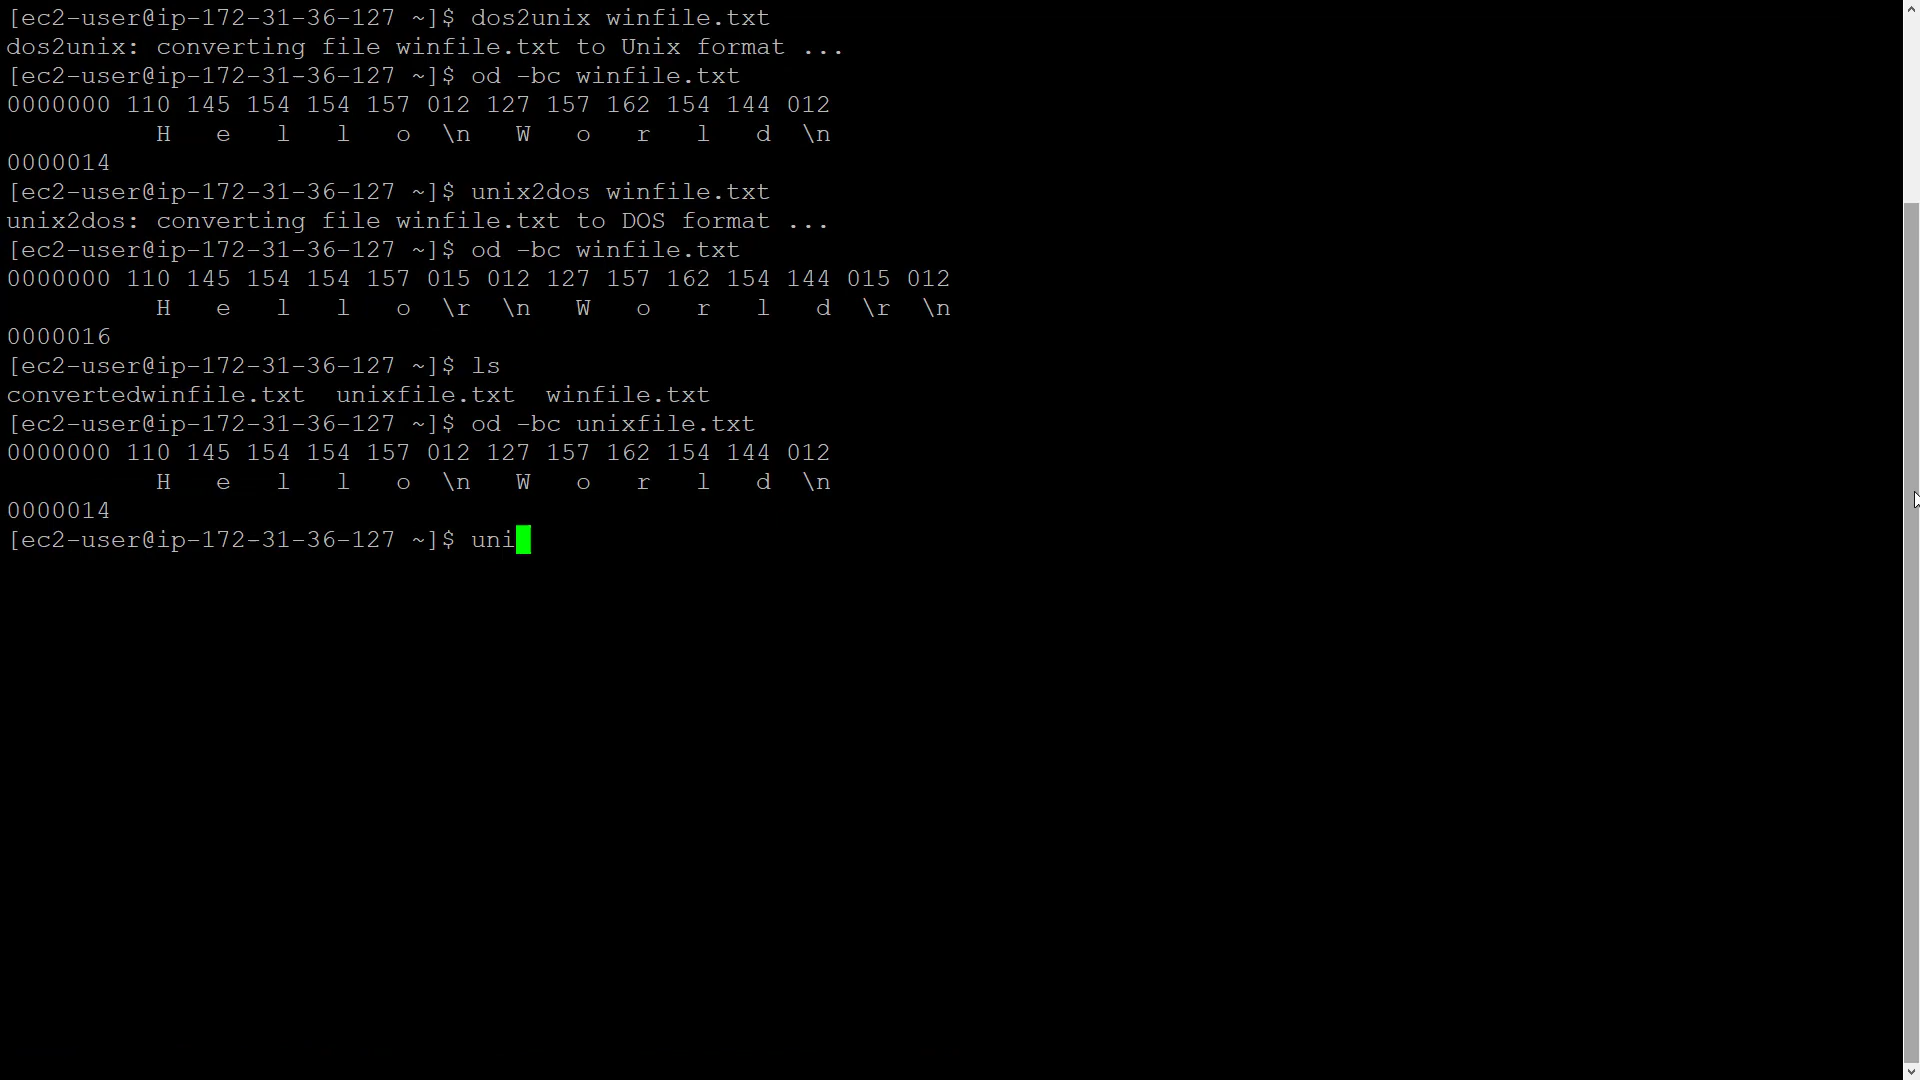 [ec2-user@ip-172-31-36-127 ~]$ dos2unix winfile.txt
dos2unix: converting file winfile.txt to Unix format ...
[ec2-user@ip-172-31-36-127 ~]$ od -bc winfile.txt
0000000 110 145 154 154 157 012 127 157 162 154 144 012
          H   e   l   l   o  \n   W   o   r   l   d  \n
0000014
[ec2-user@ip-172-31-36-127 ~]$ unix2dos winfile.txt
unix2dos: converting file winfile.txt to DOS format ...
[ec2-user@ip-172-31-36-127 ~]$ od -bc winfile.txt
0000000 110 145 154 154 157 015 012 127 157 162 154 144 015 012
          H   e   l   l   o  \r  \n   W   o   r   l   d  \r  \n
0000016
[ec2-user@ip-172-31-36-127 ~]$ ls
convertedwinfile.txt  unixfile.txt  winfile.txt
[ec2-user@ip-172-31-36-127 ~]$ od -bc unixfile.txt
0000000 110 145 154 154 157 012 127 157 162 154 144 012
          H   e   l   l   o  \n   W   o   r   l   d  \n
0000014
[ec2-user@ip-172-31-36-127 ~]$ uni